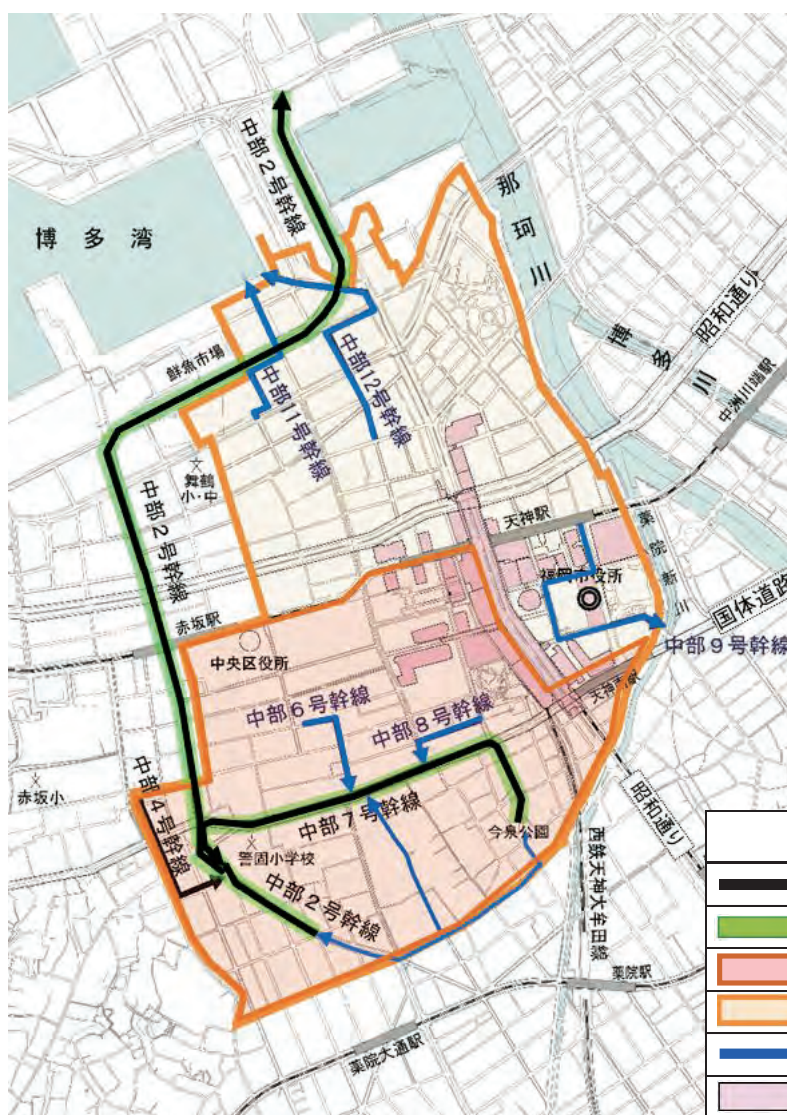 中部２号幹線
博多湾
那珂川
昭和通り
博多川
中洲川端駅
鮮魚市場
中部11号幹線
中部12号幹線
舞鶴
小・中
中部２号幹線
天神駅
薬院新川
福岡市役所
国体道路
赤坂駅
中央区役所
中部９号幹線
中部６号幹線
中部８号幹線
赤坂小
中部４号幹線
中部７号幹線
今泉公園
警固小学校
昭和通り
中部２号幹線
西鉄天神大牟田線
薬院駅
薬院大通駅